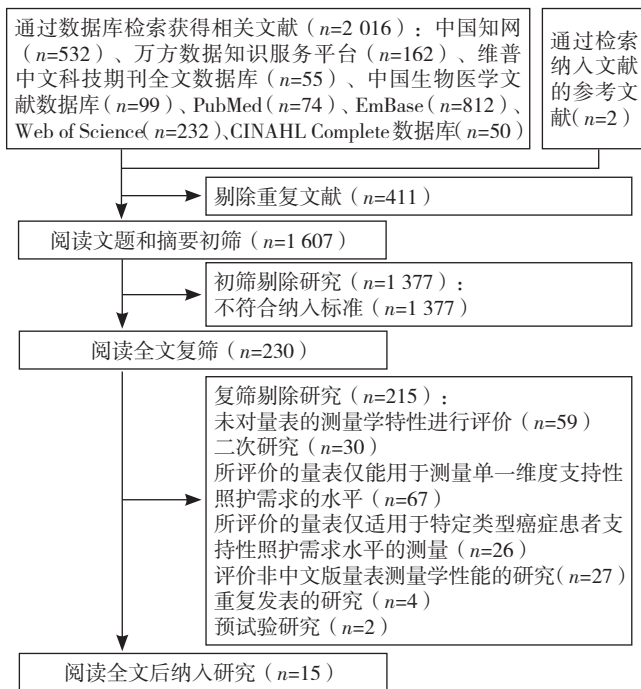 通过数据库检索获得相关文献（n=2 016）：中国知网
（n=532）、万方数据知识服务平台（n=162）、维普
中文科技期刊全文数据库（n=55）、中国生物医学文
献数据库（n=99）、PubMed（n=74）、EmBase（n=812）、
Web of Science（n=232）、CINAHL Complete 数据库（n=50）
通过检索
纳入文献
的参考文
献（n=2）
剔除重复文献（n=411）
阅读文题和摘要初筛（n=1 607）
初筛剔除研究（n=1 377）：
不符合纳入标准（n=1 377）
阅读全文复筛（n=230）
复筛剔除研究（n=215）：
未对量表的测量学特性进行评价（n=59）
二次研究（n=30）
所评价的量表仅能用于测量单一维度支持性
照护需求的水平（n=67）
所评价的量表仅适用于特定类型癌症患者支
持性照护需求水平的测量（n=26）
评价非中文版量表测量学性能的研究（n=27）
重复发表的研究（n=4）
预试验研究（n=2）
阅读全文后纳入研究（n=15）